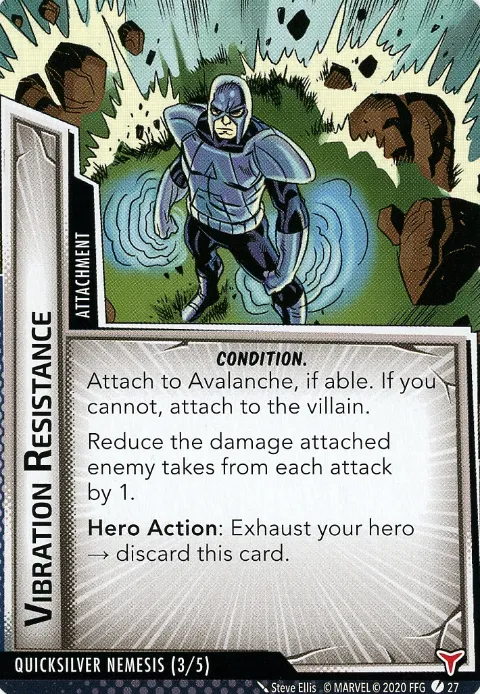 ATTACHMENT
VIBRATION RESISTANCE
CONDITION.
Attach to Avalanche, if able. If you
cannot, attach to the villain.
Reduce the damage attached
enemy takes from each attack
by 1.
Hero Action: Exhaust your hero
→ discard this card.
QUICKSILVER NEMESIS (3/5)
Steve Ellis © MARVEL © 2020 FFG 27